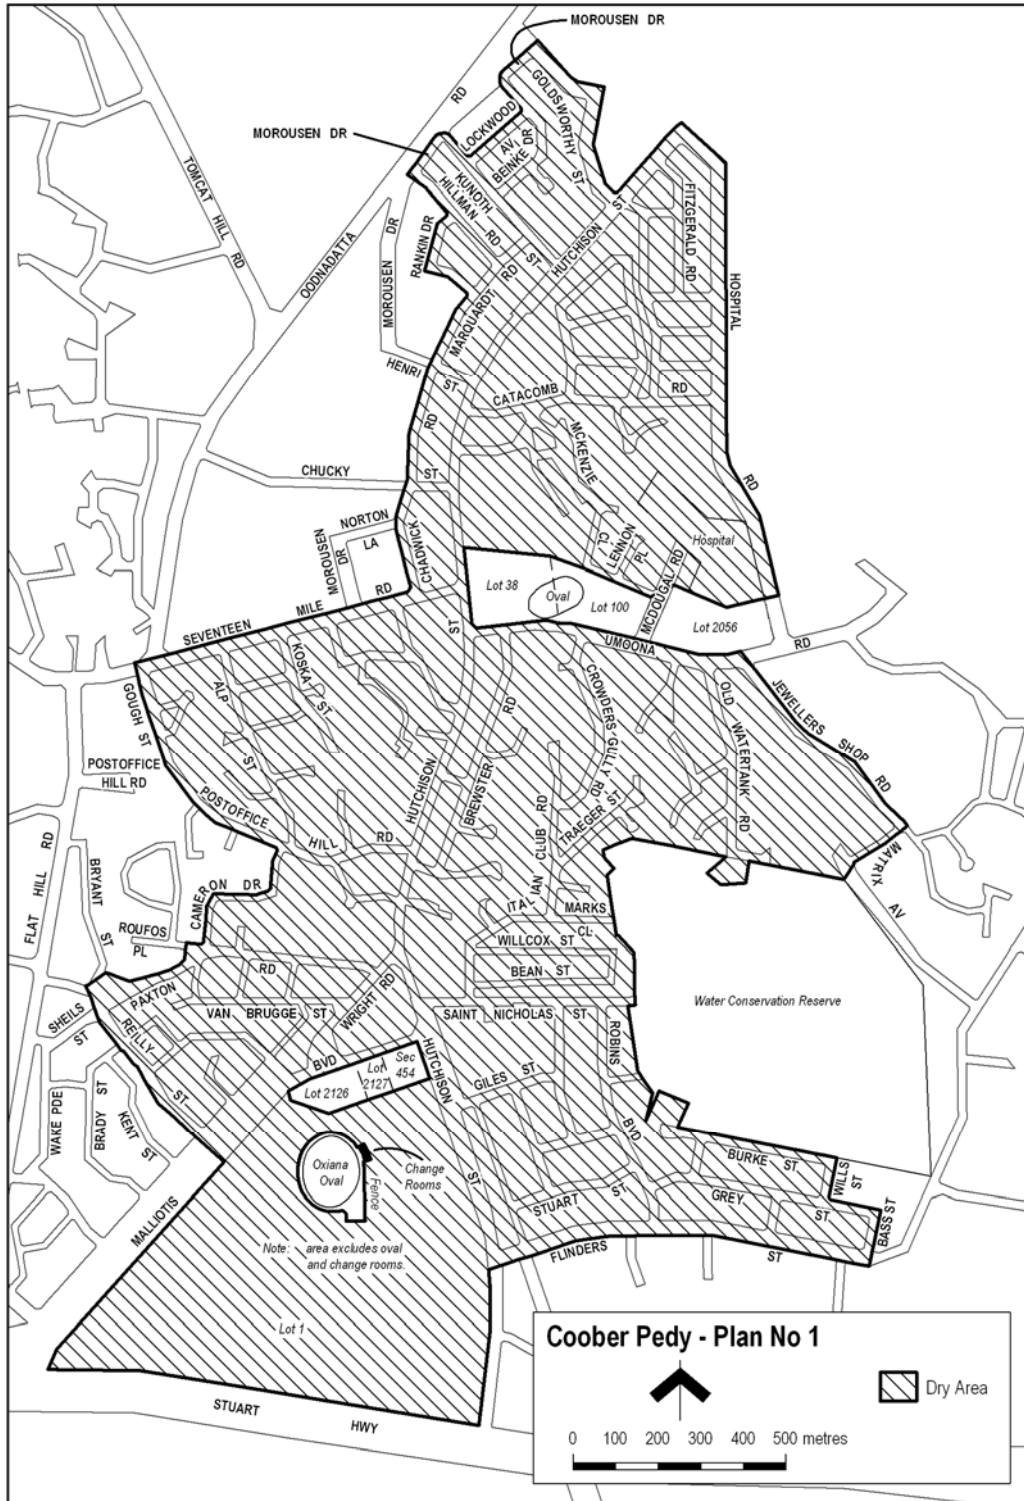 MOROUSEN DR
RD
GOLDSWORTHY ST
MOROUSEN DR
LOCKWOOD AV
BEINKE DR
TOMCAT HILL RD
KUNOTH ST
HILLMAN RD
FITZGERALD RD
HUTCHISON ST
OODNADATTA
MOROUSEN DR
RANKIN DR
HOSPITAL
MARQUARDT RD
HENRI ST
CATACOMB RD
RD
MCKENZIE CL
CHUCKY ST
RD
NORTON LA
MOROUSEN DR
CHADWICK ST
LENNON PL
Hospital
MCDOUGAL RD
Lot 38
Oval
Lot 100
Lot 2056
SEVENTEEN MILE RD
UMOONA RD
KOSKA ST
ALP ST
GOUGH ST
CROWDERS GULLY RD
OLD WATERTANK RD
JEWELLERS SHOP RD
POSTOFFICE
HILL RD
POSTOFFICE HILL RD
HUTCHISON
BREWSTER RD
ITALIAN CLUB RD
TRAEGER ST
MATRIX AV
FLAT HILL RD
BRYANT ST
CAMERON DR
ROUFOS
PL
MARKS CL
WILLCOX ST
BEAN ST
Water Conservation Reserve
PAXTON RD
SHEILS ST
REILLY ST
VAN BRUGGE ST
WRIGHT RD
SAINT NICHOLAS ST
ROBINS BVD
BVD
HUTCHISON ST
Lot 2126
Lot
2127
Sec
454
GILES ST
WAKE PDE
BRADY ST
KENT ST
Oxiana
Oval
Change
Rooms
Fence
BURKE ST
WILLS ST
GREY ST
STUART ST
BASS ST
MALLIOTIS
FLINDERS ST
Note: area excludes oval
and change rooms.
Lot 1
STUART HWY
Coober Pedy - Plan No 1
Dry Area
0 100 200 300 400 500 metres